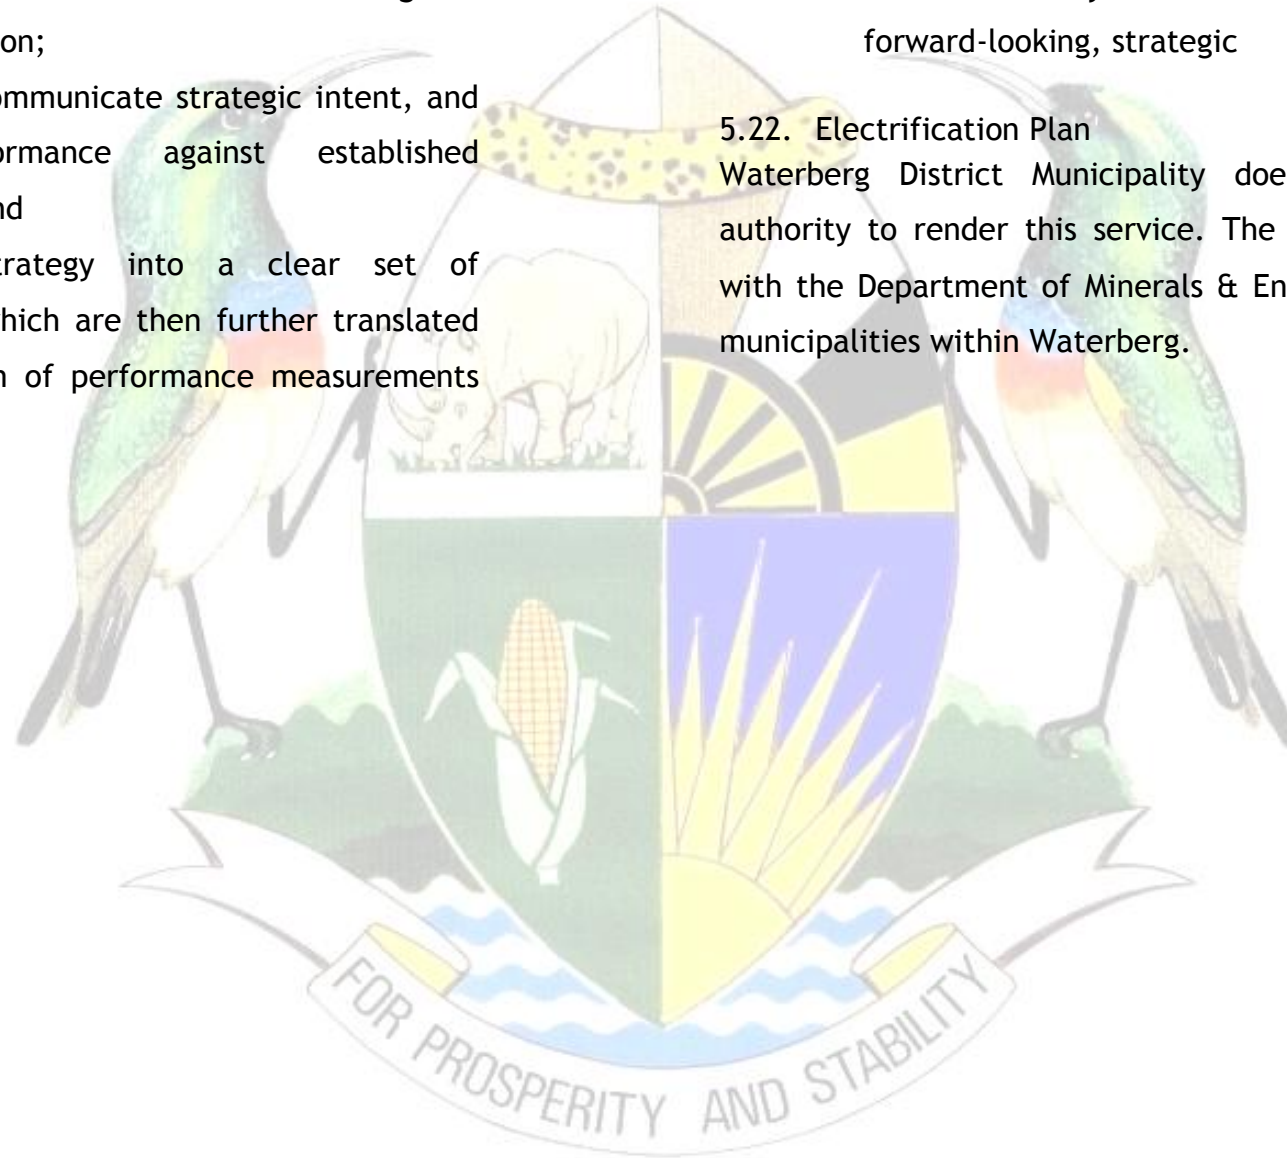 on;
ommunicate strategic intent, and
ormance against established
nd
trategy into a clear set of
which are then further translated
n of performance measurements
forward-looking, strategic
5.22. Electrification Plan
Waterberg District Municipality doe
authority to render this service. The
with the Department of Minerals & En
municipalities within Waterberg.
FOR PROSPERITY AND STABILITY